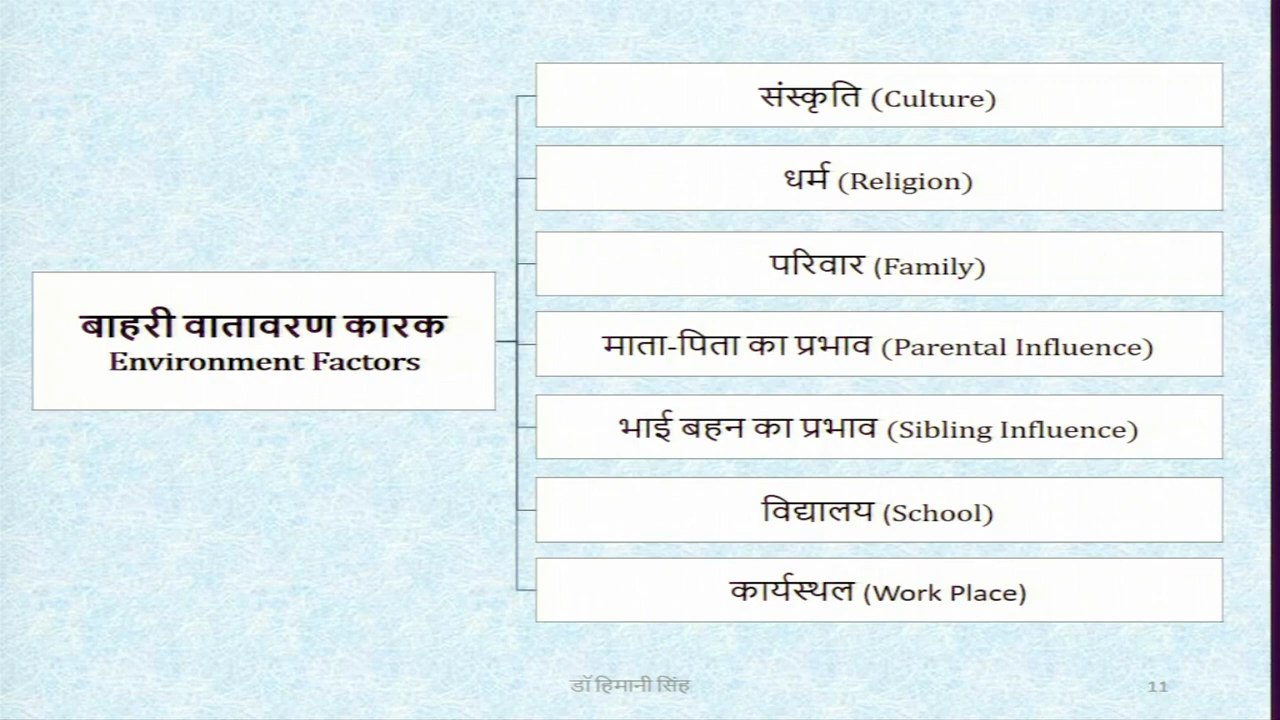 संस्कृति (Culture)
धर्म (Religion)
परिवार (Family)
बाहरी वातावरण कारक
Environment Factors
माता-पिता का प्रभाव (Parental Influence)
भाई बहन का प्रभाव (Sibling Influence)
विद्यालय (School)
कार्यस्थल (Work Place)
डॉ हिमानी सिंह
11